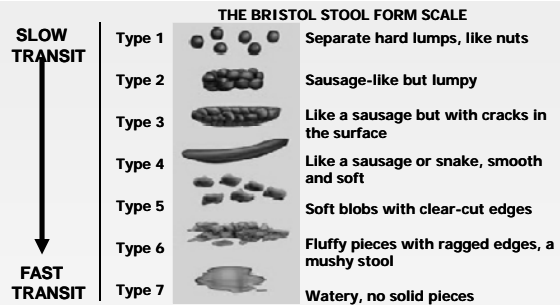 THE BRISTOL STOOL FORM SCALE
SLOW
TRANSIT
Type 1
Separate hard lumps, like nuts
Type 2
Sausage-like but lumpy
Type 3
Like a sausage but with cracks in
the surface
Type 4
Like a sausage or snake, smooth
and soft
Type 5
Soft blobs with clear-cut edges
Type 6
Fluffy pieces with ragged edges, a
mushy stool
FAST
TRANSIT
Type 7
Watery, no solid pieces